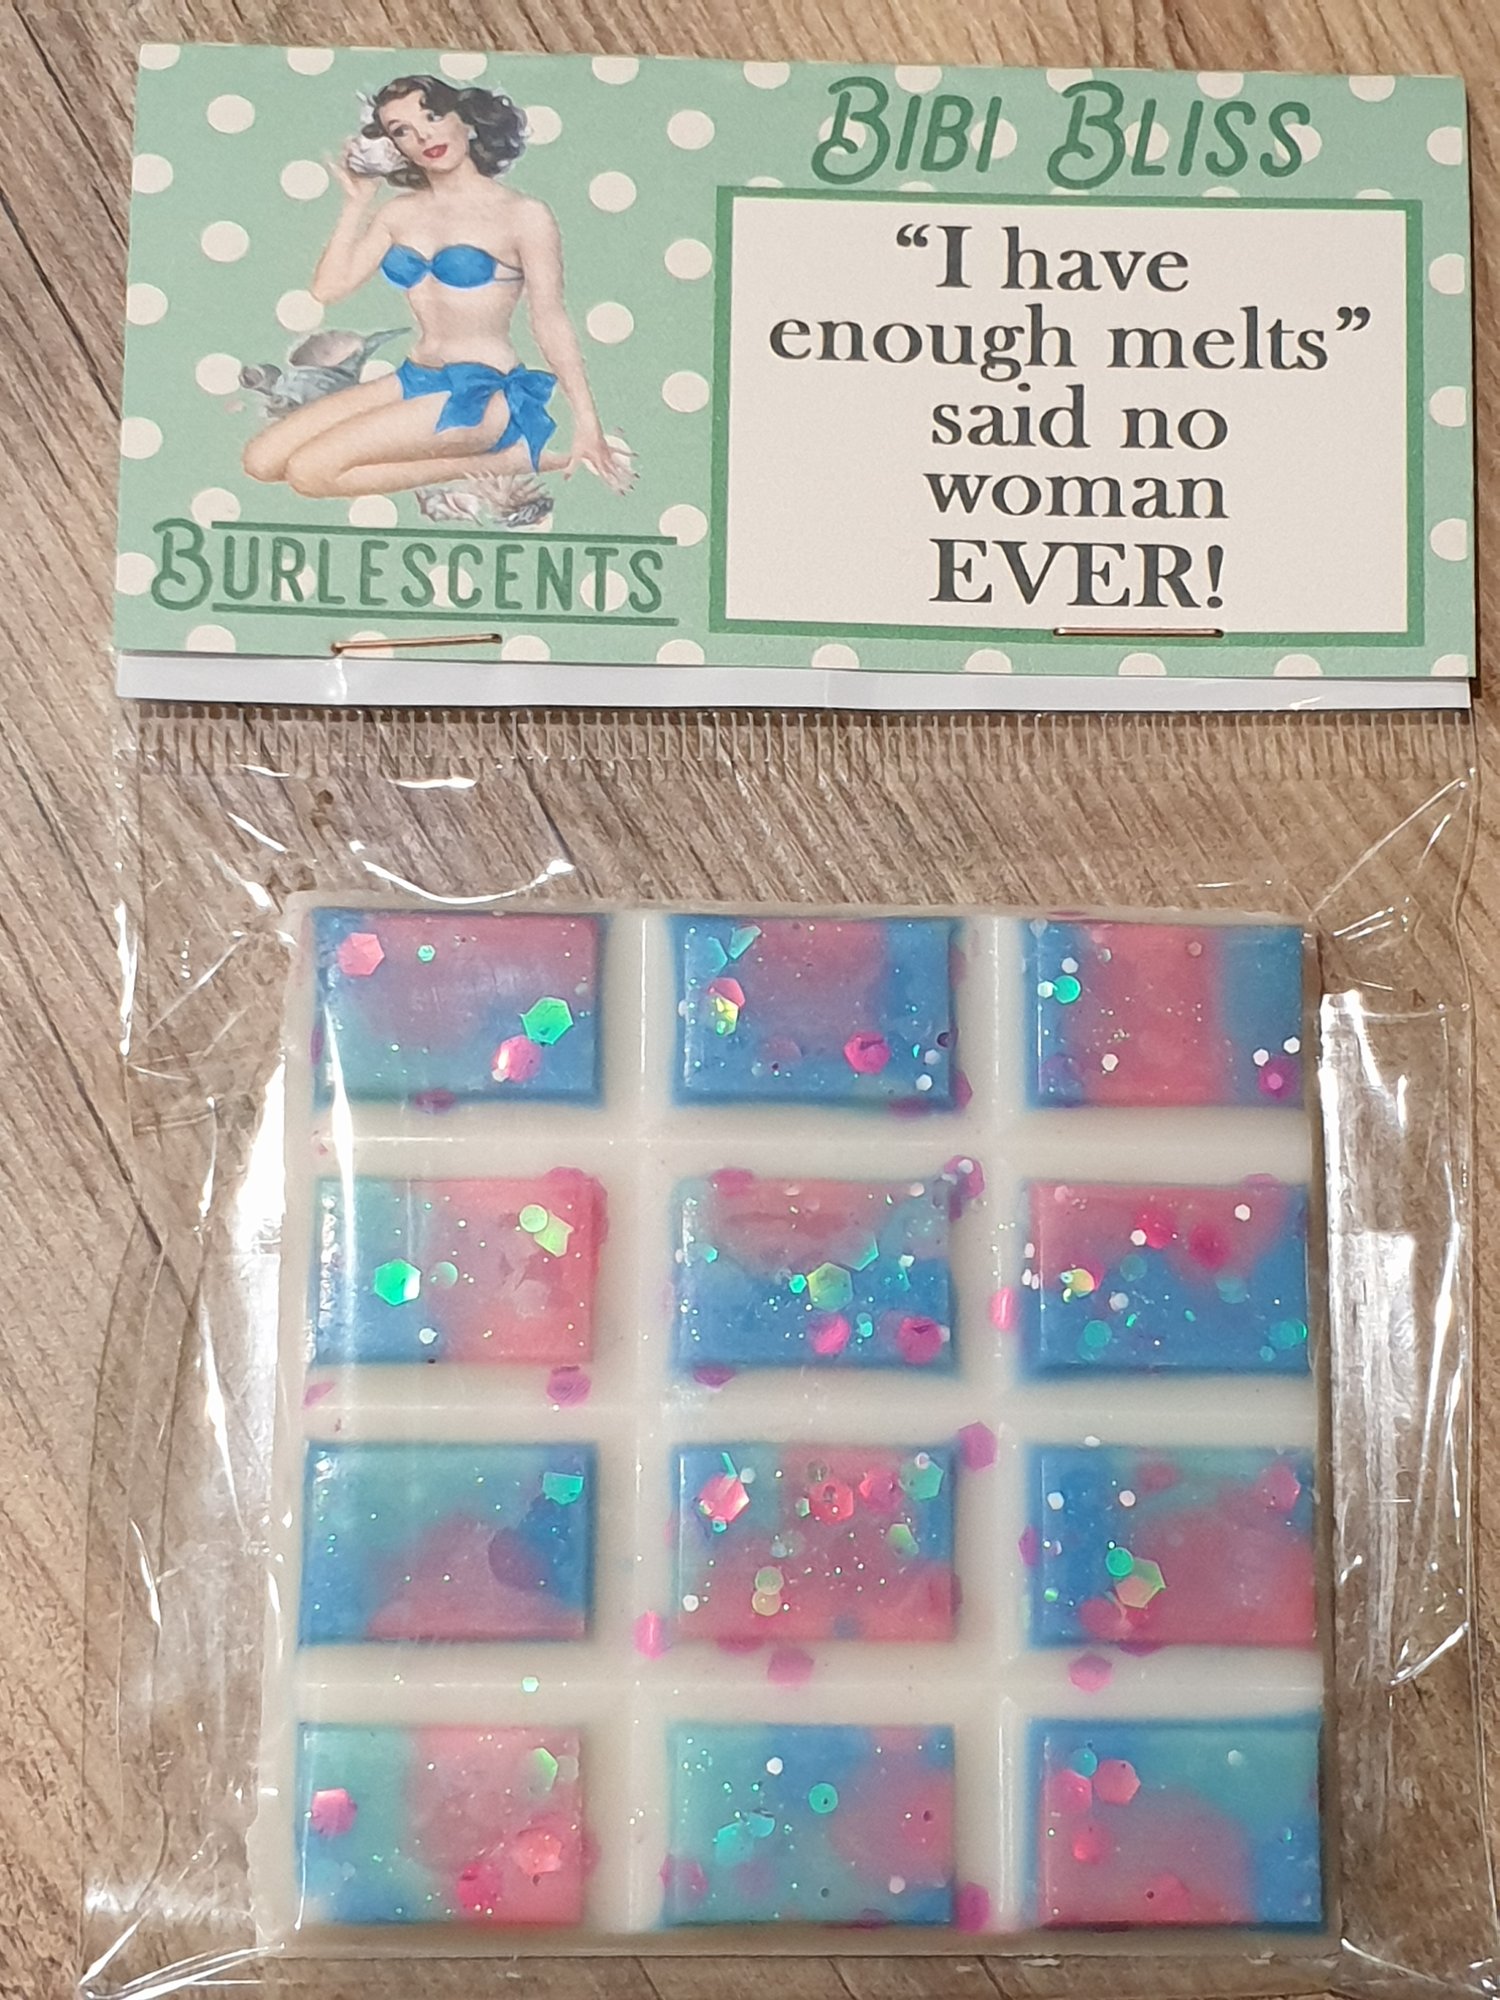 BIBI BLISS
“I have
enough melts”
said no
woman
EVER!
BURLESCENTS